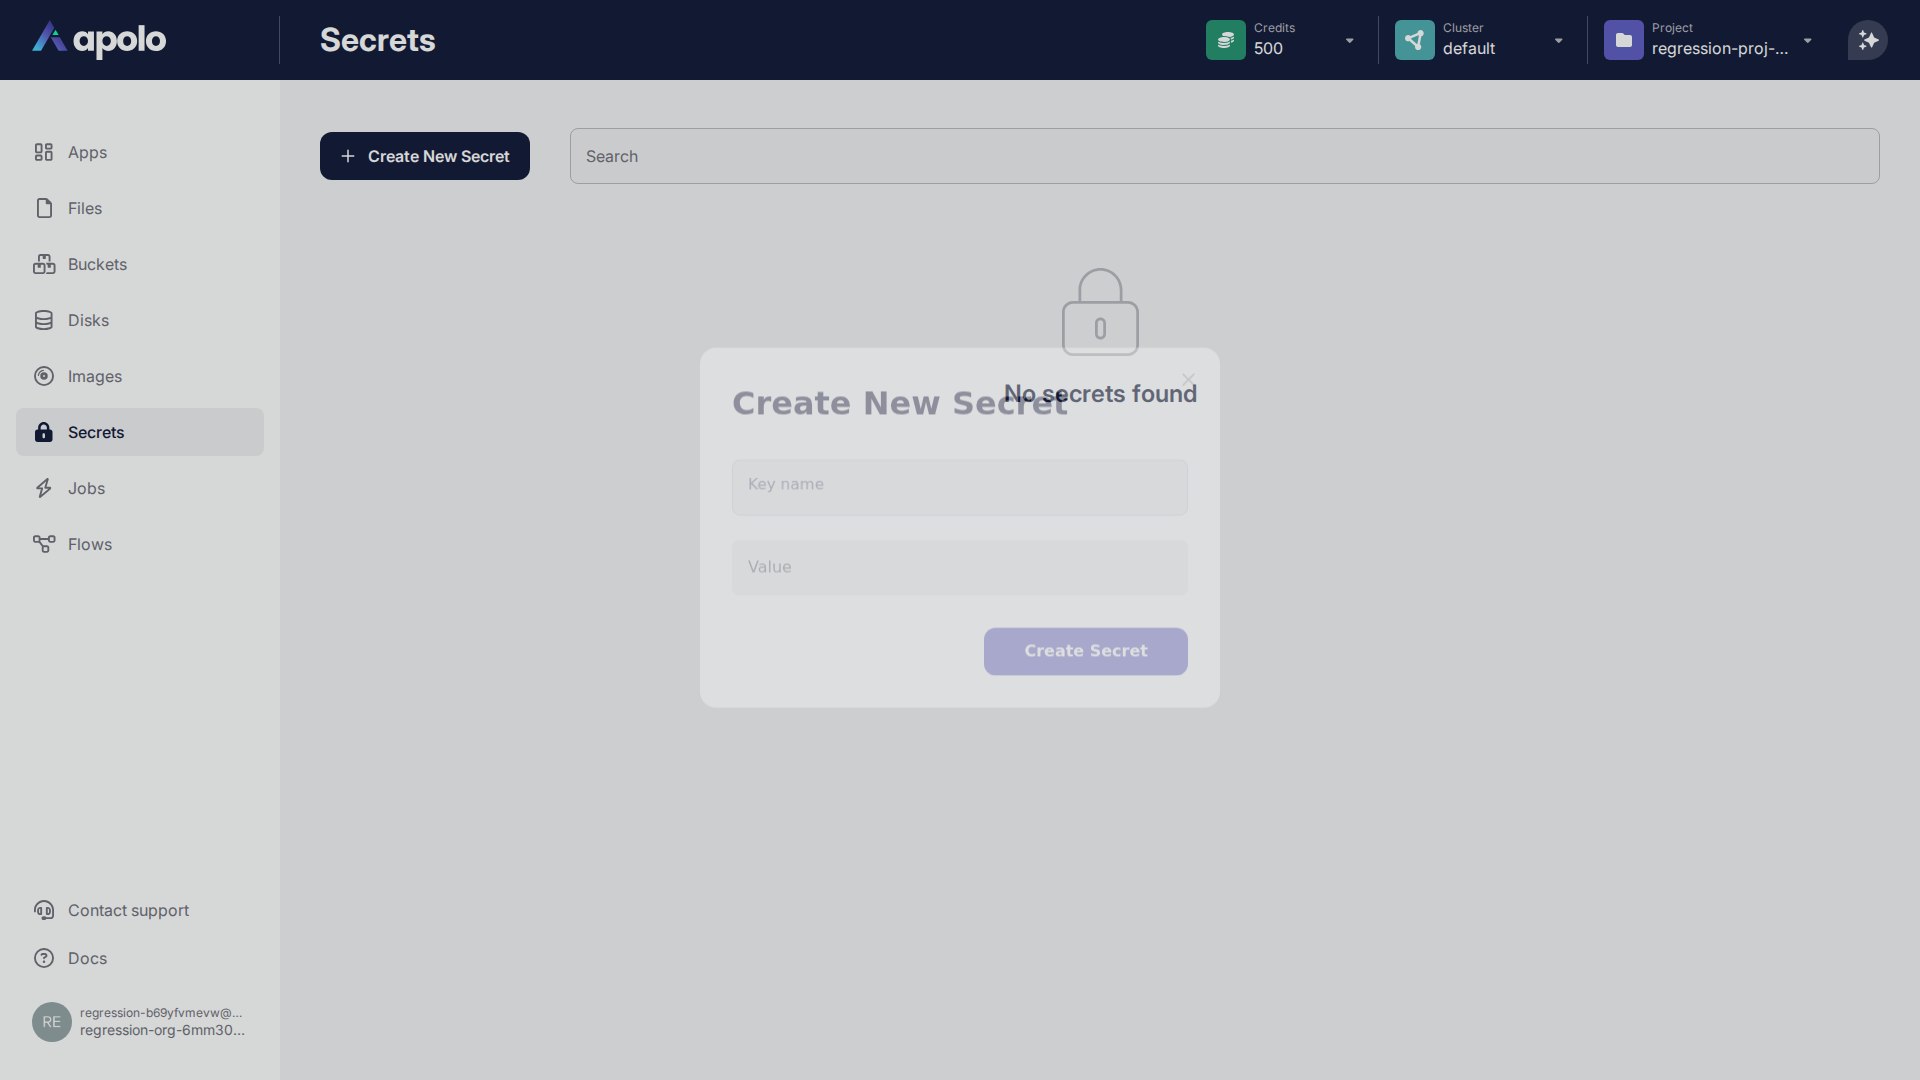 apolo
Secrets
Credits
500
Cluster
default
Project
regression-proj-...
Apps
Files
Buckets
Disks
Images
Secrets
Jobs
Flows
Create New Secret
Search
No secrets found
Create New Secret
Key name
Value
Create Secret
Contact support
Docs
RE
regression-b69yfvmevw@...
regression-org-6mm30...